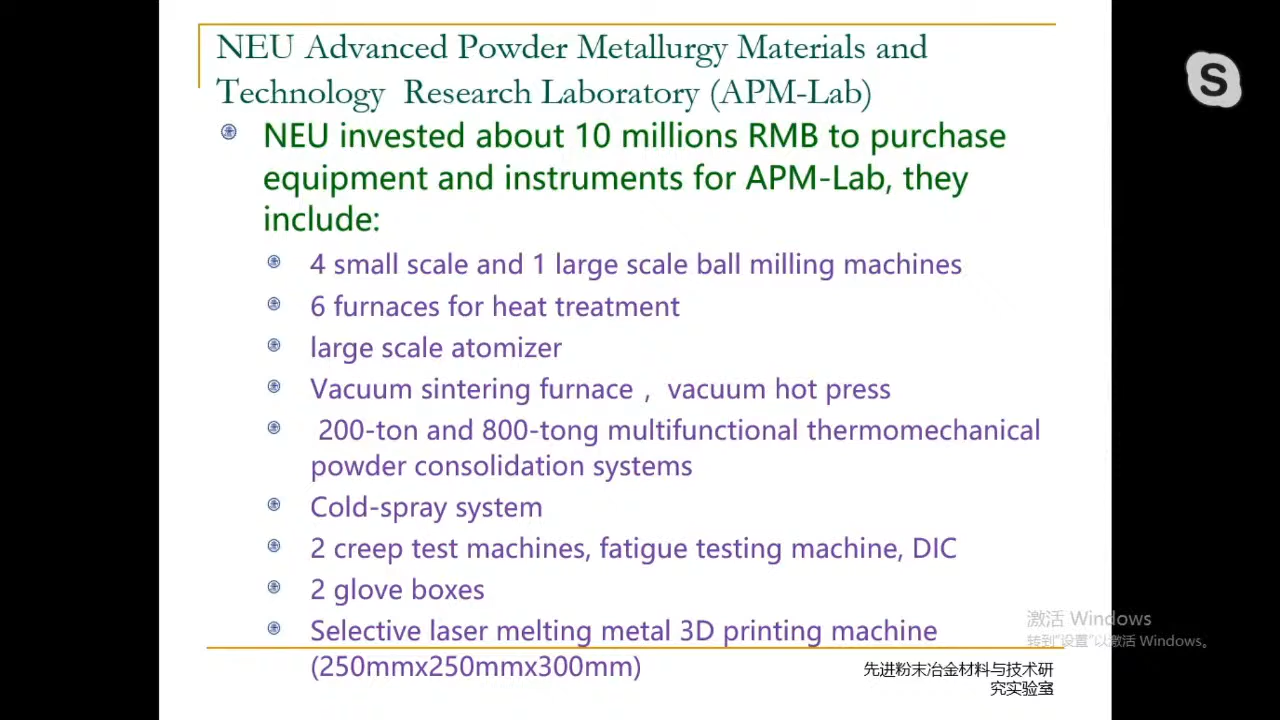 NEU Advanced Powder Metallurgy Materials and
Technology Research Laboratory (APM-Lab)
NEU invested about 10 millions RMB to purchase
equipment and instruments for APM-Lab, they
include:
4 small scale and 1 large scale ball milling machines
6 furnaces for heat treatment
large scale atomizer
Vacuum sintering furnace，vacuum hot press
200-ton and 800-tong multifunctional thermomechanical
powder consolidation systems
Cold-spray system
2 creep test machines, fatigue testing machine, DIC
2 glove boxes
Selective laser melting metal 3D printing machine
(250mmx250mmx300mm)
先进粉末冶金材料与技术研
究实验室
激活 Windows
转到"设置"以激活 Windows。
S